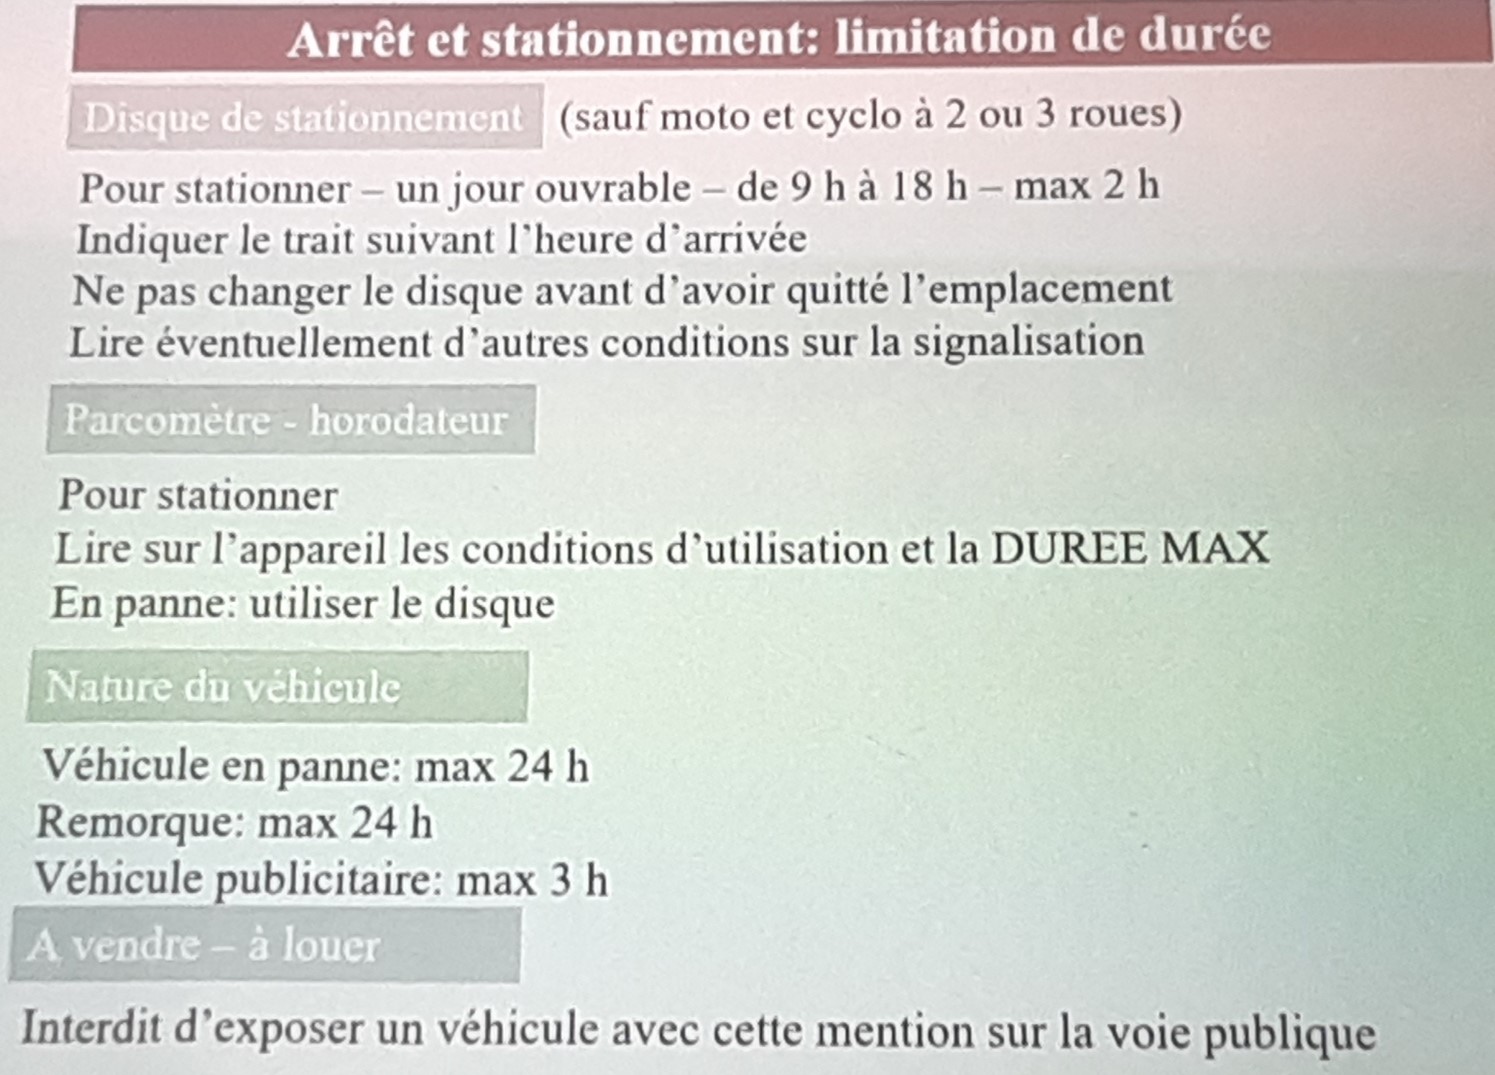 Arrêt et stationnement: limitation de durée
Disque de stationnement (sauf moto et cyclo à 2 ou 3 roues)
Pour stationner – un jour ouvrable – de 9 h à 18 h – max 2 h
Indiquer le trait suivant l'heure d'arrivée
Ne pas changer le disque avant d'avoir quitté l'emplacement
Lire éventuellement d'autres conditions sur la signalisation
Parcomètre - horodateur
Pour stationner
Lire sur l'appareil les conditions d'utilisation et la DUREE MAX
En panne: utiliser le disque
Nature du véhicule
Véhicule en panne: max 24 h
Remorque: max 24 h
Véhicule publicitaire: max 3 h
A vendre – à louer
Interdit d'exposer un véhicule avec cette mention sur la voie publique